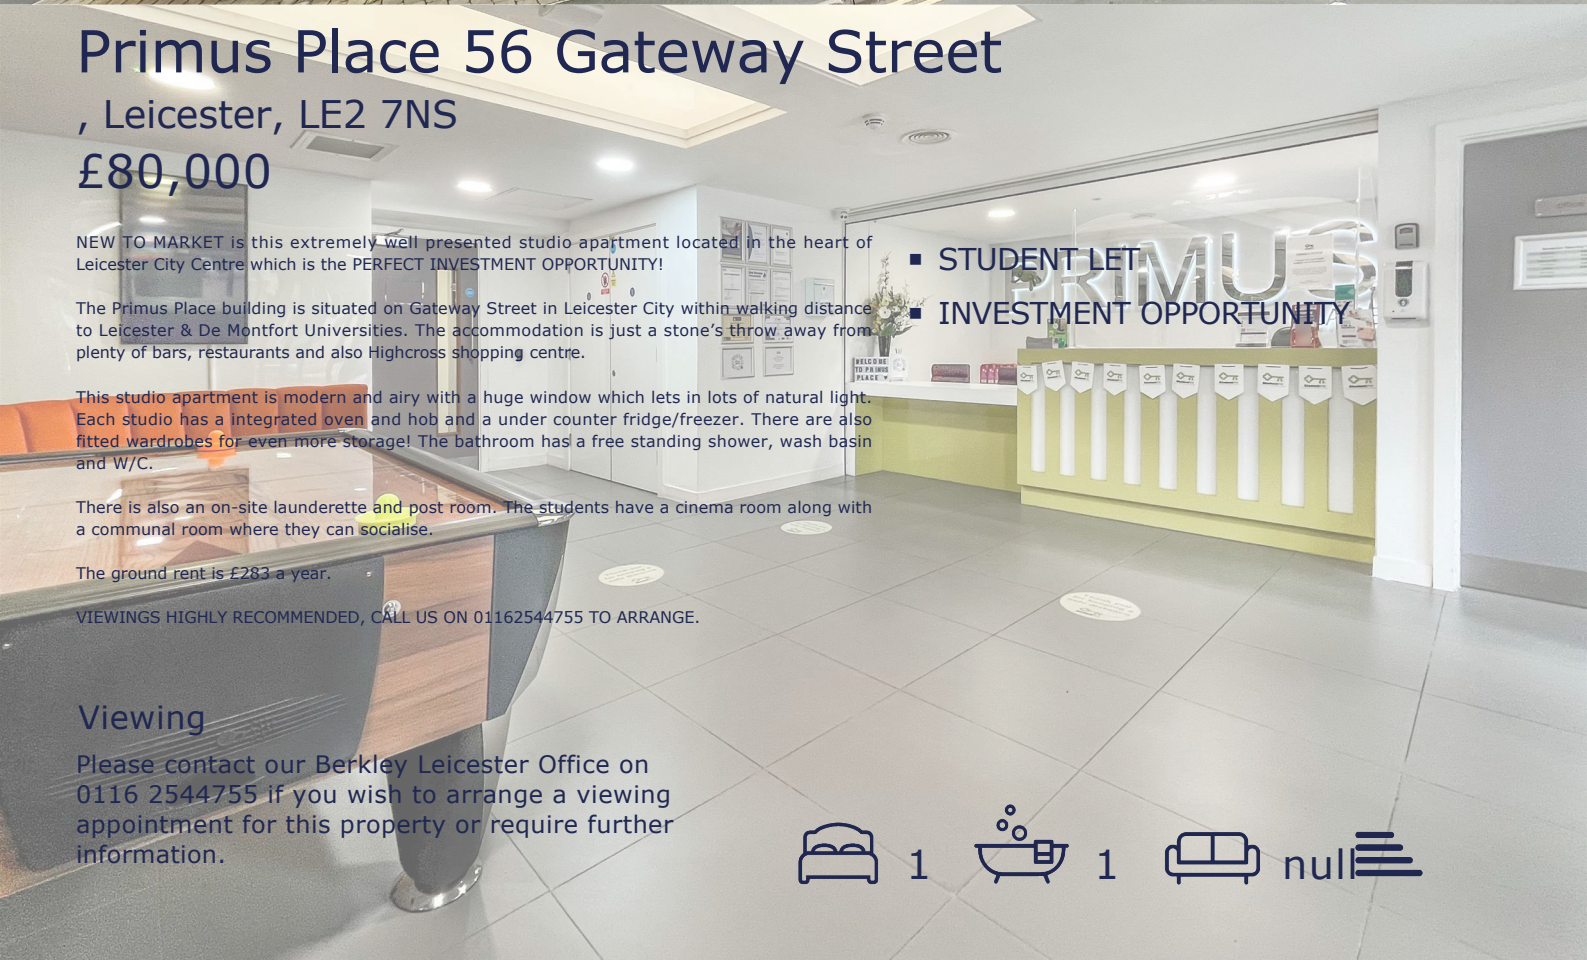 Primus Place 56 Gateway Street
, Leicester, LE2 7NS
£80,000
NEW TO MARKET is this extremely well presented studio apartment located in the heart of
Leicester City Centre which is the PERFECT INVESTMENT OPPORTUNITY!
The Primus Place building is situated on Gateway Street in Leicester City within walking distance
to Leicester & De Montfort Universities. The accommodation is just a stone’s throw away from
plenty of bars, restaurants and also Highcross shopping centre.
This studio apartment is modern and airy with a huge window which lets in lots of natural light.
Each studio has a integrated oven and hob and a under counter fridge/freezer. There are also
fitted wardrobes for even more storage! The bathroom has a free standing shower, wash basin
and W/C.
There is also an on-site launderette and post room. The students have a cinema room along with
a communal room where they can socialise.
The ground rent is £283 a year.
VIEWINGS HIGHLY RECOMMENDED, CALL US ON 01162544755 TO ARRANGE.
▪ STUDENT LET
▪ INVESTMENT OPPORTUNITY
PRIMUS
WELCOME
TO PRIMUS
PLACE
Viewing
Please contact our Berkley Leicester Office on
0116 2544755 if you wish to arrange a viewing
appointment for this property or require further
information.
1 1 null